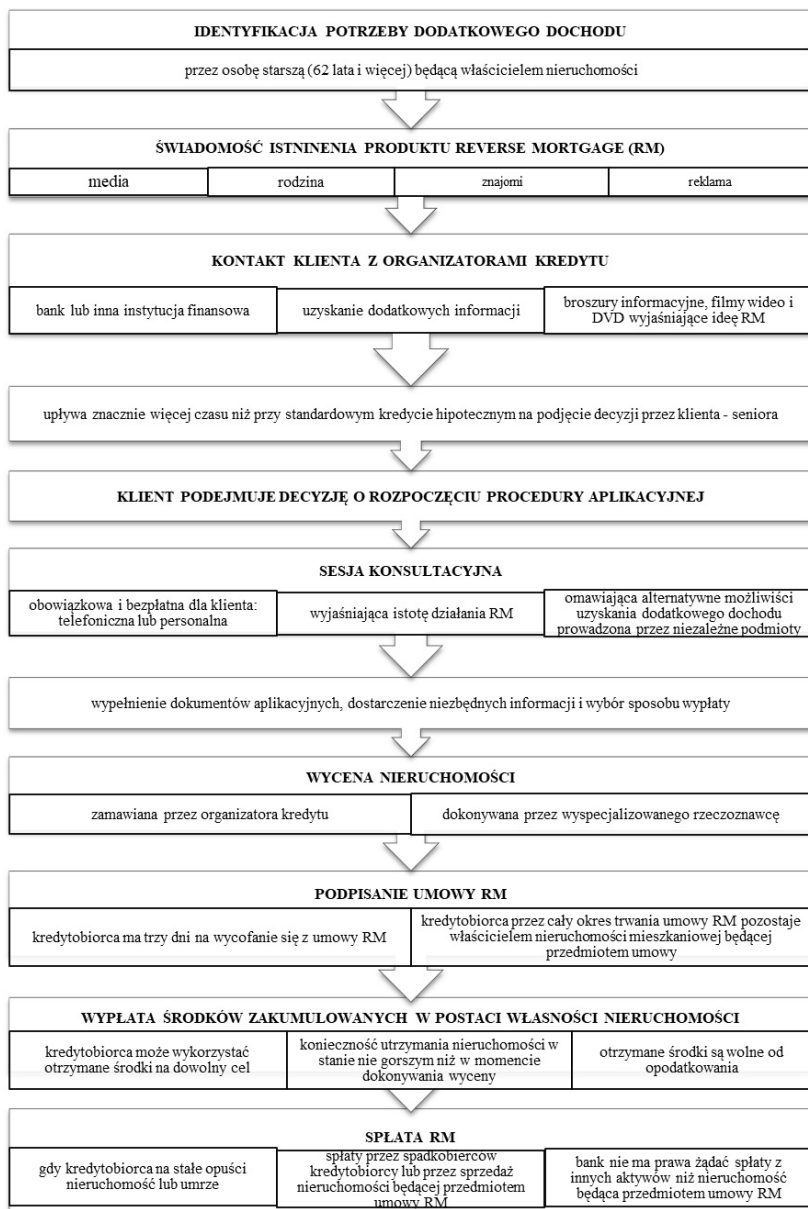 IDENTYFIKACJA POTRZEBY DODATKOWEGO DOCHODU
przez osobę starszą (62 lata i więcej) będącą właścicielem nieruchomości
ŚWIADOMOŚĆ ISTNINENIA PRODUKTU REVERSE MORTGAGE (RM)
media
rodzina
znajomi
reklama
KONTAKT KLIENTA Z ORGANIZATORAMI KREDYTU
bank lub inna instytucja finansowa
uzyskanie dodatkowych informacji
broszury informacyjne, filmy wideo i
DVD wyjaśniające ideę RM
upływa znacznie więcej czasu niż przy standardowym kredycie hipotecznym na podjęcie decyzji przez klienta - seniora
KLIENT PODEJMUJE DECYZJĘ O ROZPOCZĘCIU PROCEDURY APLIKACYJNEJ
SESJA KONSULTACYJNA
obowiązkowa i bezpłatna dla klienta:
telefoniczna lub personalna
wyjaśniająca istotę działania RM
omawiająca alternatywne możliwiści
uzyskania dodatkowego dochodu
prowadzona przez niezależne podmioty
wypełnienie dokumentów aplikacyjnych, dostarczenie niezbędnych informacji i wybór sposobu wypłaty
WYCENA NIERUCHOMOŚCI
zamawiana przez organizatora kredytu
dokonywana przez wyspecjalizowanego rzeczoznawcę
PODPISANIE UMOWY RM
kredytobiorca ma trzy dni na wycofanie się z umowy RM
kredytobiorca przez cały okres trwania umowy RM pozostaje
właścicielem nieruchomości mieszkaniowej będącej
przedmiotem umowy
WYPŁATA ŚRODKÓW ZAKUMULOWANYCH W POSTACI WŁASNOŚCI NIERUCHOMOŚCI
kredytobiorca może wykorzystać
otrzymane środki na dowolny cel
konieczność utrzymania nieruchomości w
stanie nie gorszym niż w momencie
dokonywania wyceny
otrzymane środki są wolne od
opodatkowania
SPŁATA RM
gdy kredytobiorca na stałe opuści
nieruchomość lub umrze
spłaty przez spadkobierców
kredytobiorcy lub przez sprzedaż
nieruchomości będącej przedmiotem
umowy RM
bank nie ma prawa żądać spłaty z
innych aktywów niż nieruchomość
będąca przedmiotem umowy RM